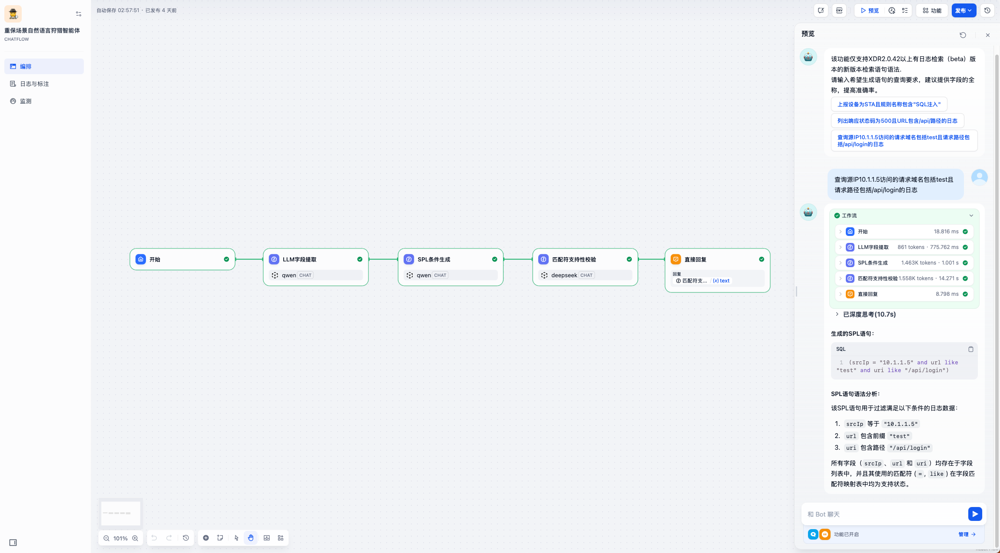 重保场景自然语言狩猎智能体
CHATFLOW
编排
日志与标注
监测
自动保存 02:57:51 · 已发布 4 天前
ENV
预览
功能
发布
开始
LLM字段提取
qwen CHAT
SPL条件生成
qwen CHAT
匹配符支持性校验
deepseek CHAT
直接回复
回复
匹配符支... / {x} text
101%
预览
该功能仅支持XDR2.0.42以上有日志检索（beta）版
本的新版本检索语句语法.
请输入希望生成语句的查询要求，建议提供字段的全
称，提高准确率。
上报设备为STA且规则名称包含"SQL注入"
列出响应状态码为500且URL包含/api/路径的日志
查询源IP10.1.1.5访问的请求域名包括test且请求路径包
括/api/login的日志
查询源IP10.1.1.5访问的请求域名包括test且
请求路径包括/api/login的日志
工作流
开始 18.816 ms
LLM字段提取 861 tokens · 775.762 ms
SPL条件生成 1.463K tokens · 1.001 s
匹配符支持性校验 1.558K tokens · 14.271 s
直接回复 8.798 ms
已深度思考(10.7s)
生成的SPL语句：
SQL
1 (srcIp = "10.1.1.5" and url like
"test" and uri like "/api/login")
SPL语句语法分析：
该SPL语句用于过滤满足以下条件的日志数据：
1. srcIp 等于 "10.1.1.5"
2. url 包含前缀 "test"
3. uri 包含路径 "/api/login"
所有字段（ srcIp 、 url 和 uri ）均存在于字段
列表中，并且其使用的匹配符 ( = , like ) 在字段匹
配符映射表中均为支持状态。
和 Bot 聊天
功能已开启
管理